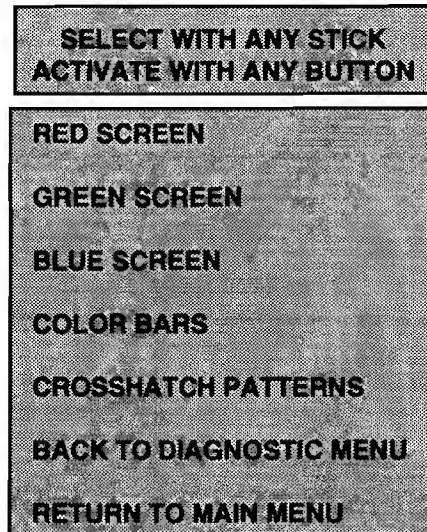 SELECT WITH ANY STICK
ACTIVATE WITH ANY BUTTON
RED SCREEN
GREEN SCREEN
BLUE SCREEN
COLOR BARS
CROSSHATCH PATTERNS
BACK TO DIAGNOSTIC MENU
RETURN TO MAIN MENU